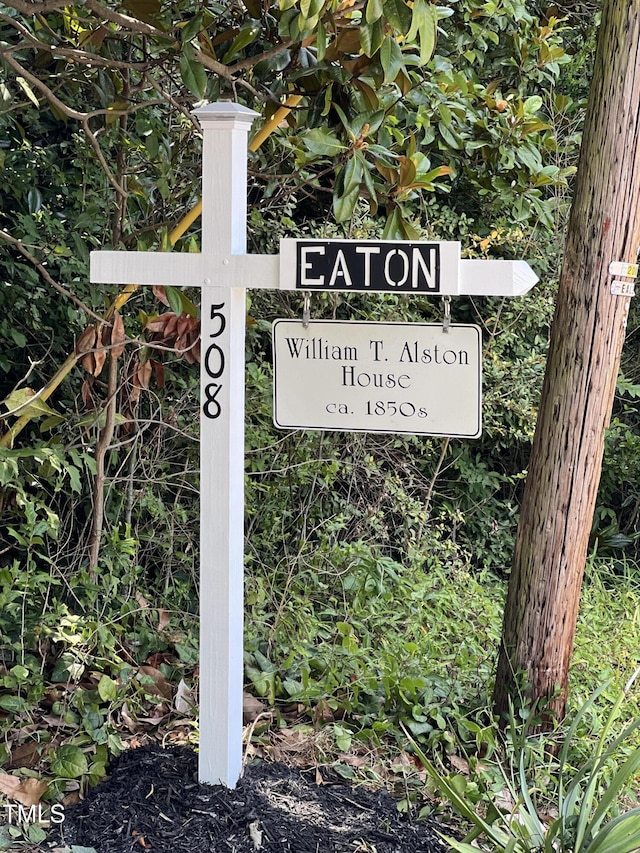 EATON
508
William T. Alston
House
ca. 1850s
TMLS